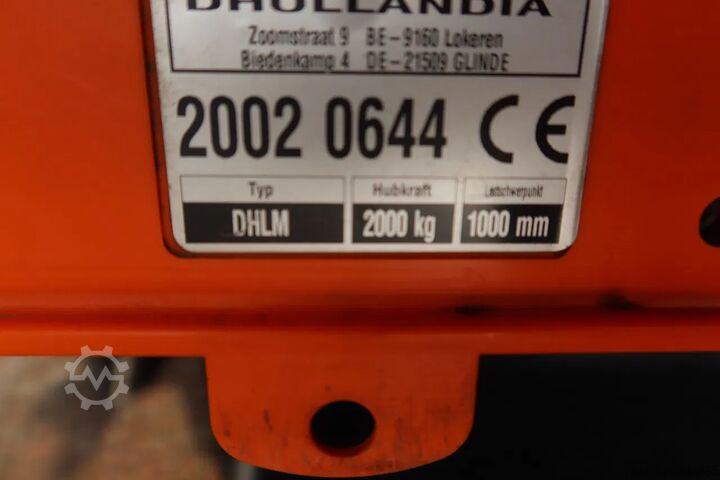 DHOLLANDIA
Zoomstraat 9 BE-9160 Lokeren
Biedenkamp 4 DE-21509 GLINDE
2002 0644 CE
Typ Hubkraft Lastschwerpunkt
DHLM 2000 kg 1000 mm